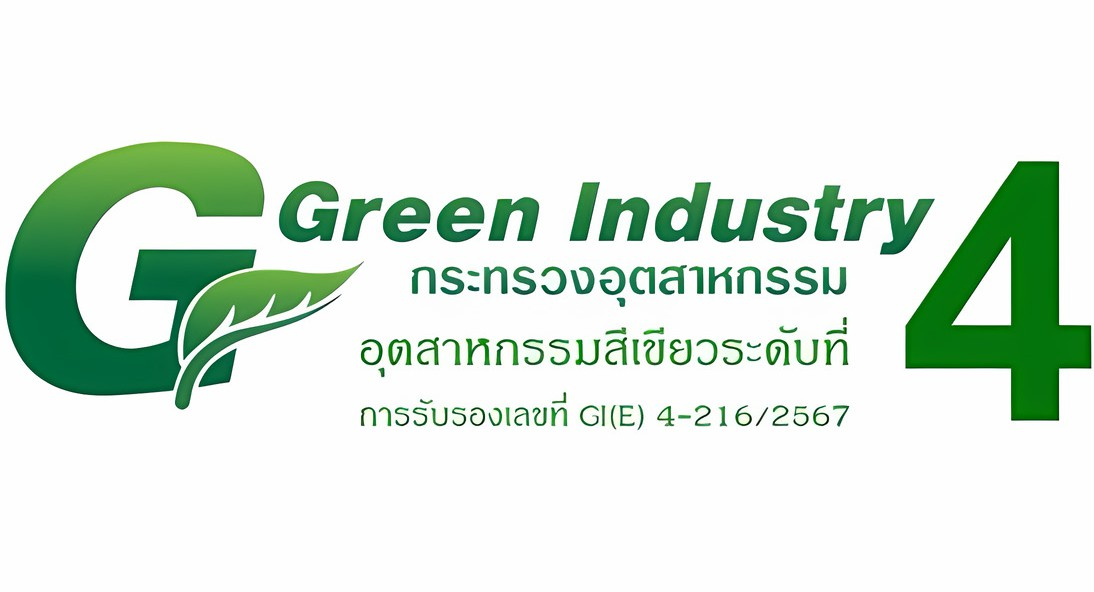 G
Green Industry
กระทรวงอุตสาหกรรม
อุตสาหกรรมสีเขียวระดับที่ 4
การรับรองเลขที่ GI(E) 4-216/2567